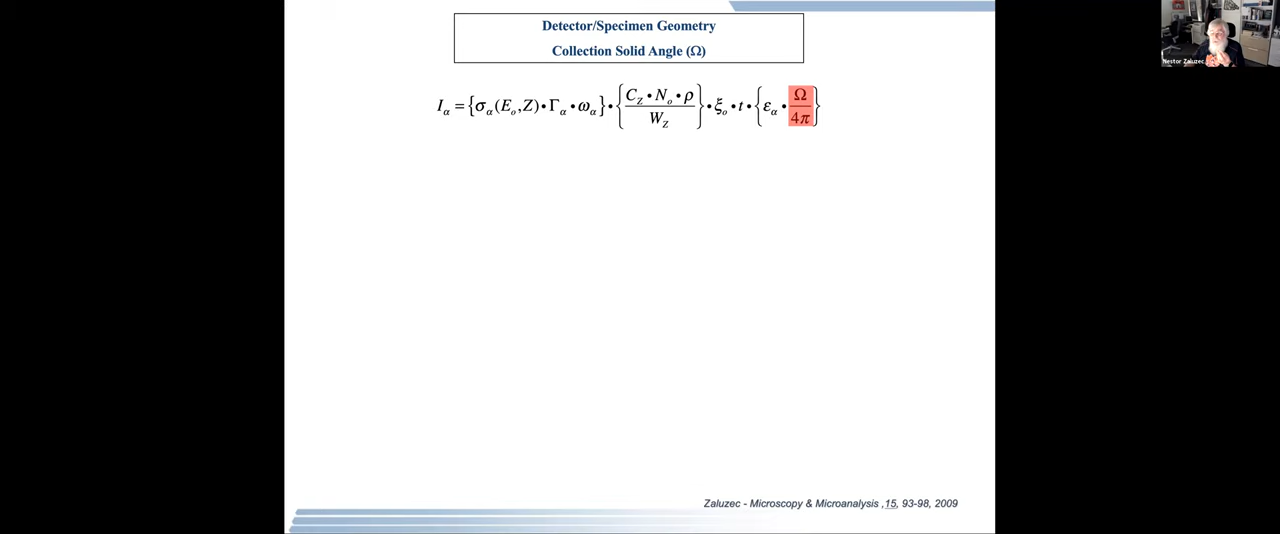 Detector/Specimen Geometry
Collection Solid Angle (Ω)
I_α = {σ_α(E_o,Z)•Γ_α•ω_α}•{C_Z•N_o•ρ / W_Z}•ξ_o•t•{ε_α•Ω/4π}
Zaluzec - Microscopy & Microanalysis ,15, 93-98, 2009
Nestor Zaluzec